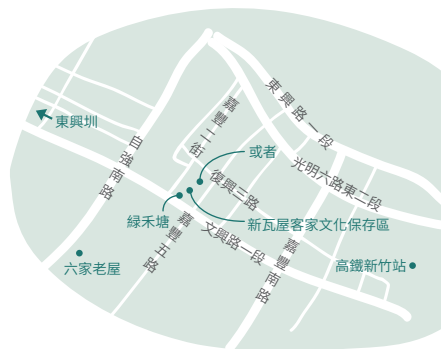 東興路一段
嘉豐二街
東興圳
自強南路
或者
光明六路東二段
復興三路
綠禾塘
嘉豐五路
新瓦屋客家文化保存區
文興路一段
嘉豐南路
六家老屋
高鐵新竹站